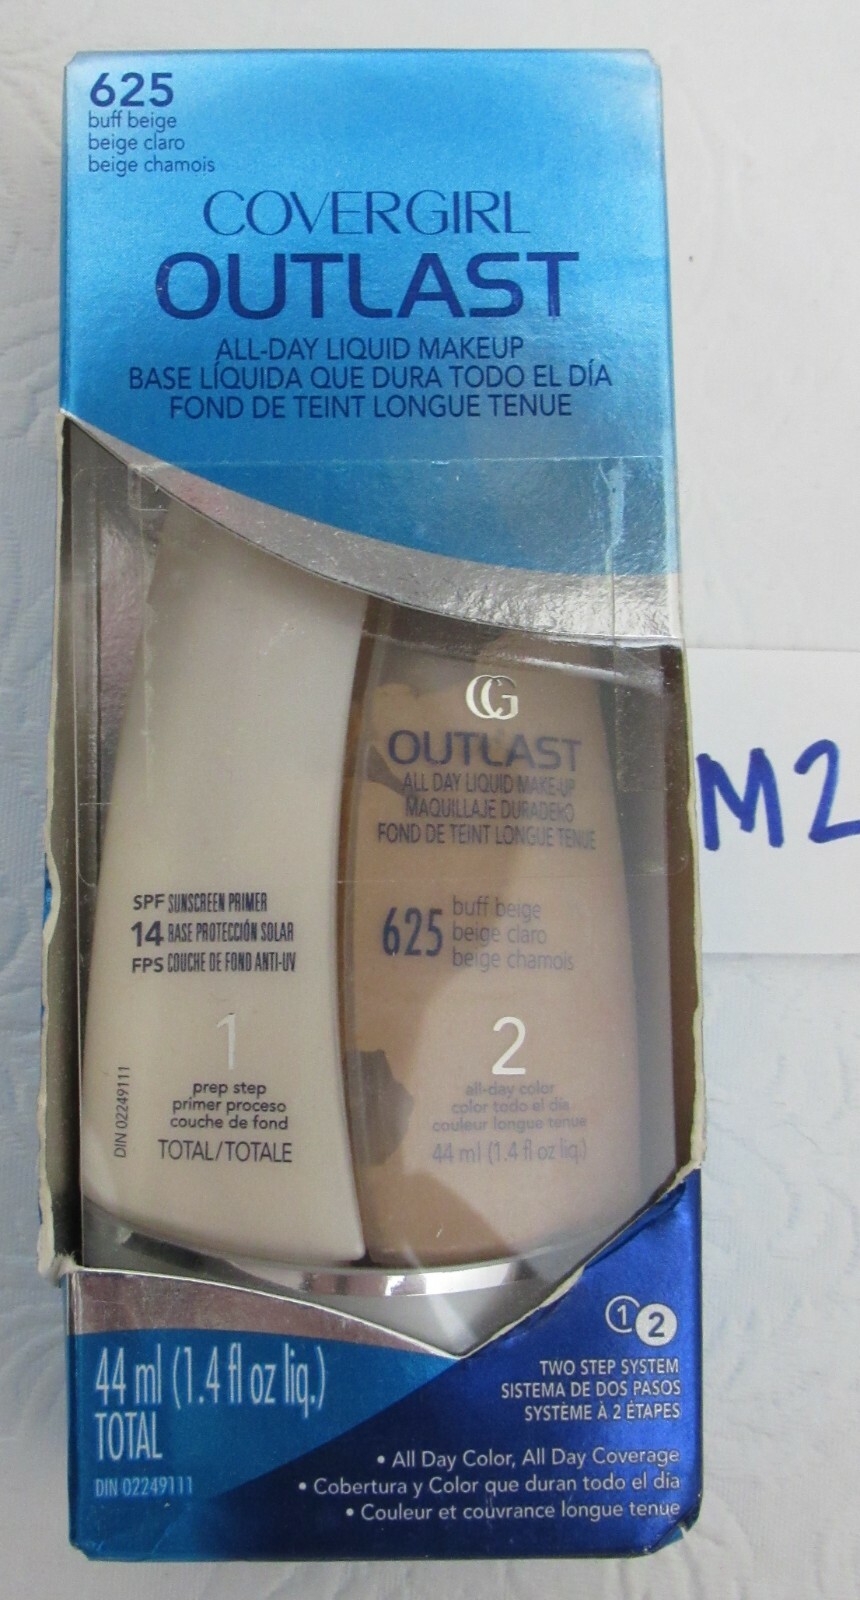 625
buff beige
beige claro
beige chamois
COVERGIRL
OUTLAST
ALL-DAY LIQUID MAKEUP
BASE LÍQUIDA QUE DURA TODO EL DÍA
FOND DE TEINT LONGUE TENUE
CG
OUTLAST
ALL DAY LIQUID MAKE-UP
MAQUILLAJE DURADERO
FOND DE TEINT LONGUE TENUE
625 buff beige
beige claro
beige chamois
2
all-day color
color todo el día
couleur longue tenue
44 ml (1.4 fl oz liq.)
SPF SUNSCREEN PRIMER
14 BASE PROTECCIÓN SOLAR
FPS COUCHE DE FOND ANTI-UV
1
prep step
primer proceso
couche de fond
TOTAL/TOTALE
DIN 02249111
M2
44 ml (1.4 fl oz liq.)
TOTAL
DIN 02249111
1 2
TWO STEP SYSTEM
SISTEMA DE DOS PASOS
SYSTÈME À 2 ÉTAPES
• All Day Color, All Day Coverage
• Cobertura y Color que duran todo el día
• Couleur et couvrance longue tenue